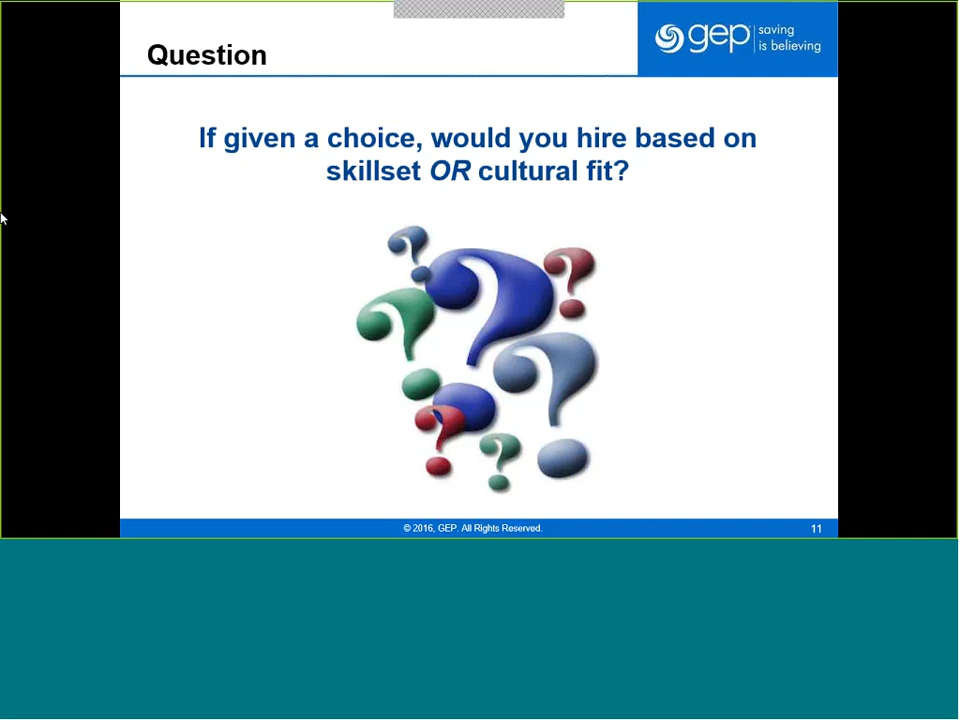 Question
gep
saving
is believing
If given a choice, would you hire based on
skillset OR cultural fit?
© 2016, GEP. All Rights Reserved.
11